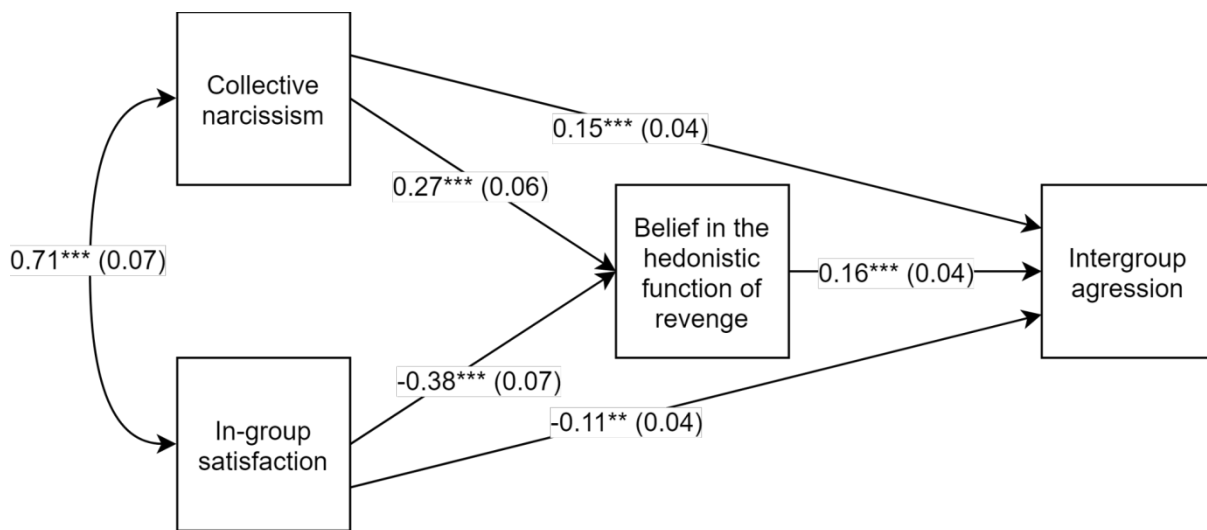 Collective
narcissism
0.15*** (0.04)
0.27*** (0.06)
0.71*** (0.07)
Belief in the
hedonistic
function of
revenge
0.16*** (0.04)
Intergroup
agression
-0.38*** (0.07)
-0.11** (0.04)
In-group
satisfaction